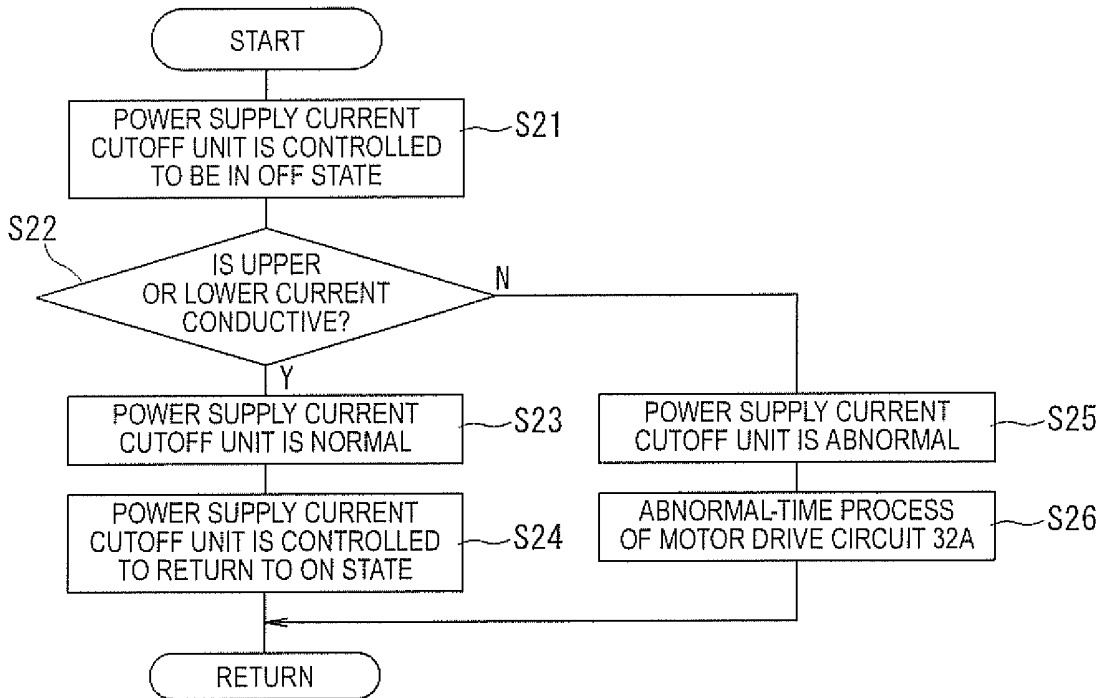 START
POWER SUPPLY CURRENT
CUTOFF UNIT IS CONTROLLED
TO BE IN OFF STATE
S21
S22
IS UPPER
OR LOWER CURRENT
CONDUCTIVE?
N
Y
POWER SUPPLY CURRENT
CUTOFF UNIT IS NORMAL
S23
POWER SUPPLY CURRENT
CUTOFF UNIT IS ABNORMAL
S25
POWER SUPPLY CURRENT
CUTOFF UNIT IS CONTROLLED
TO RETURN TO ON STATE
S24
ABNORMAL-TIME PROCESS
OF MOTOR DRIVE CIRCUIT 32A
S26
RETURN